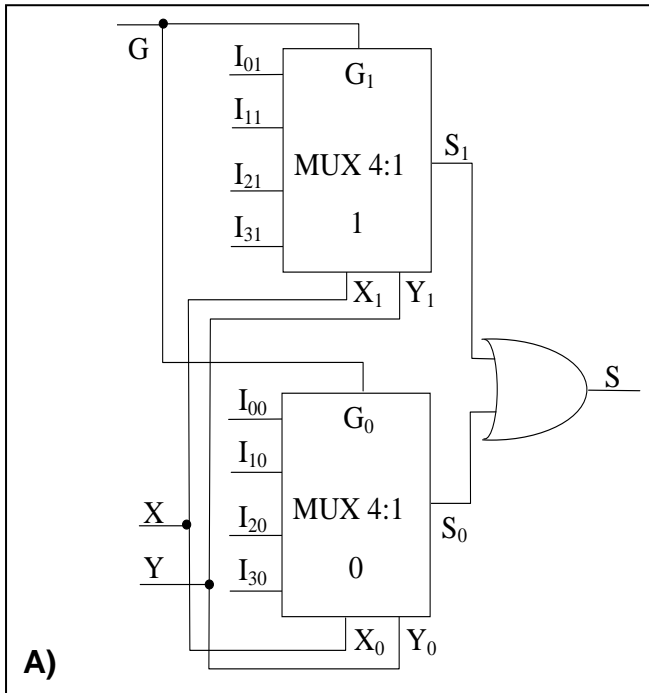 G
I₀₁
G₁
I₁₁
S₁
MUX 4:1
I₂₁
1
I₃₁
X₁ Y₁
S
I₀₀
G₀
I₁₀
MUX 4:1
S₀
X
I₂₀
Y
I₃₀
0
X₀ Y₀
A)